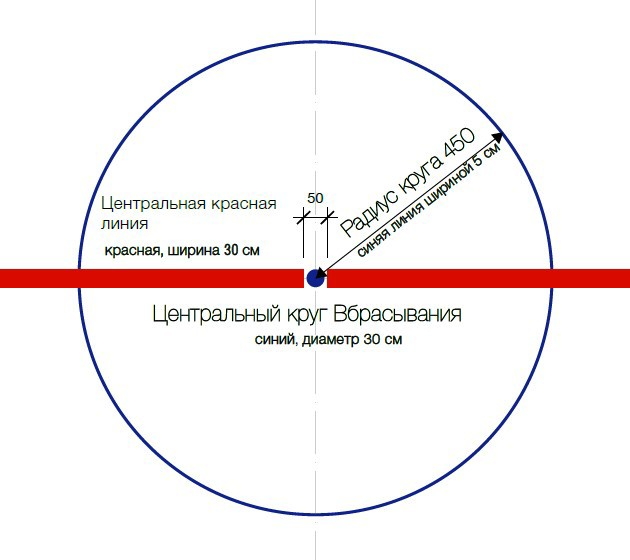 Радиус круга 450
синяя линия шириной 5 см
50
Центральная красная
линия
красная, ширина 30 см
Центральный круг Вбрасывания
синий, диаметр 30 см